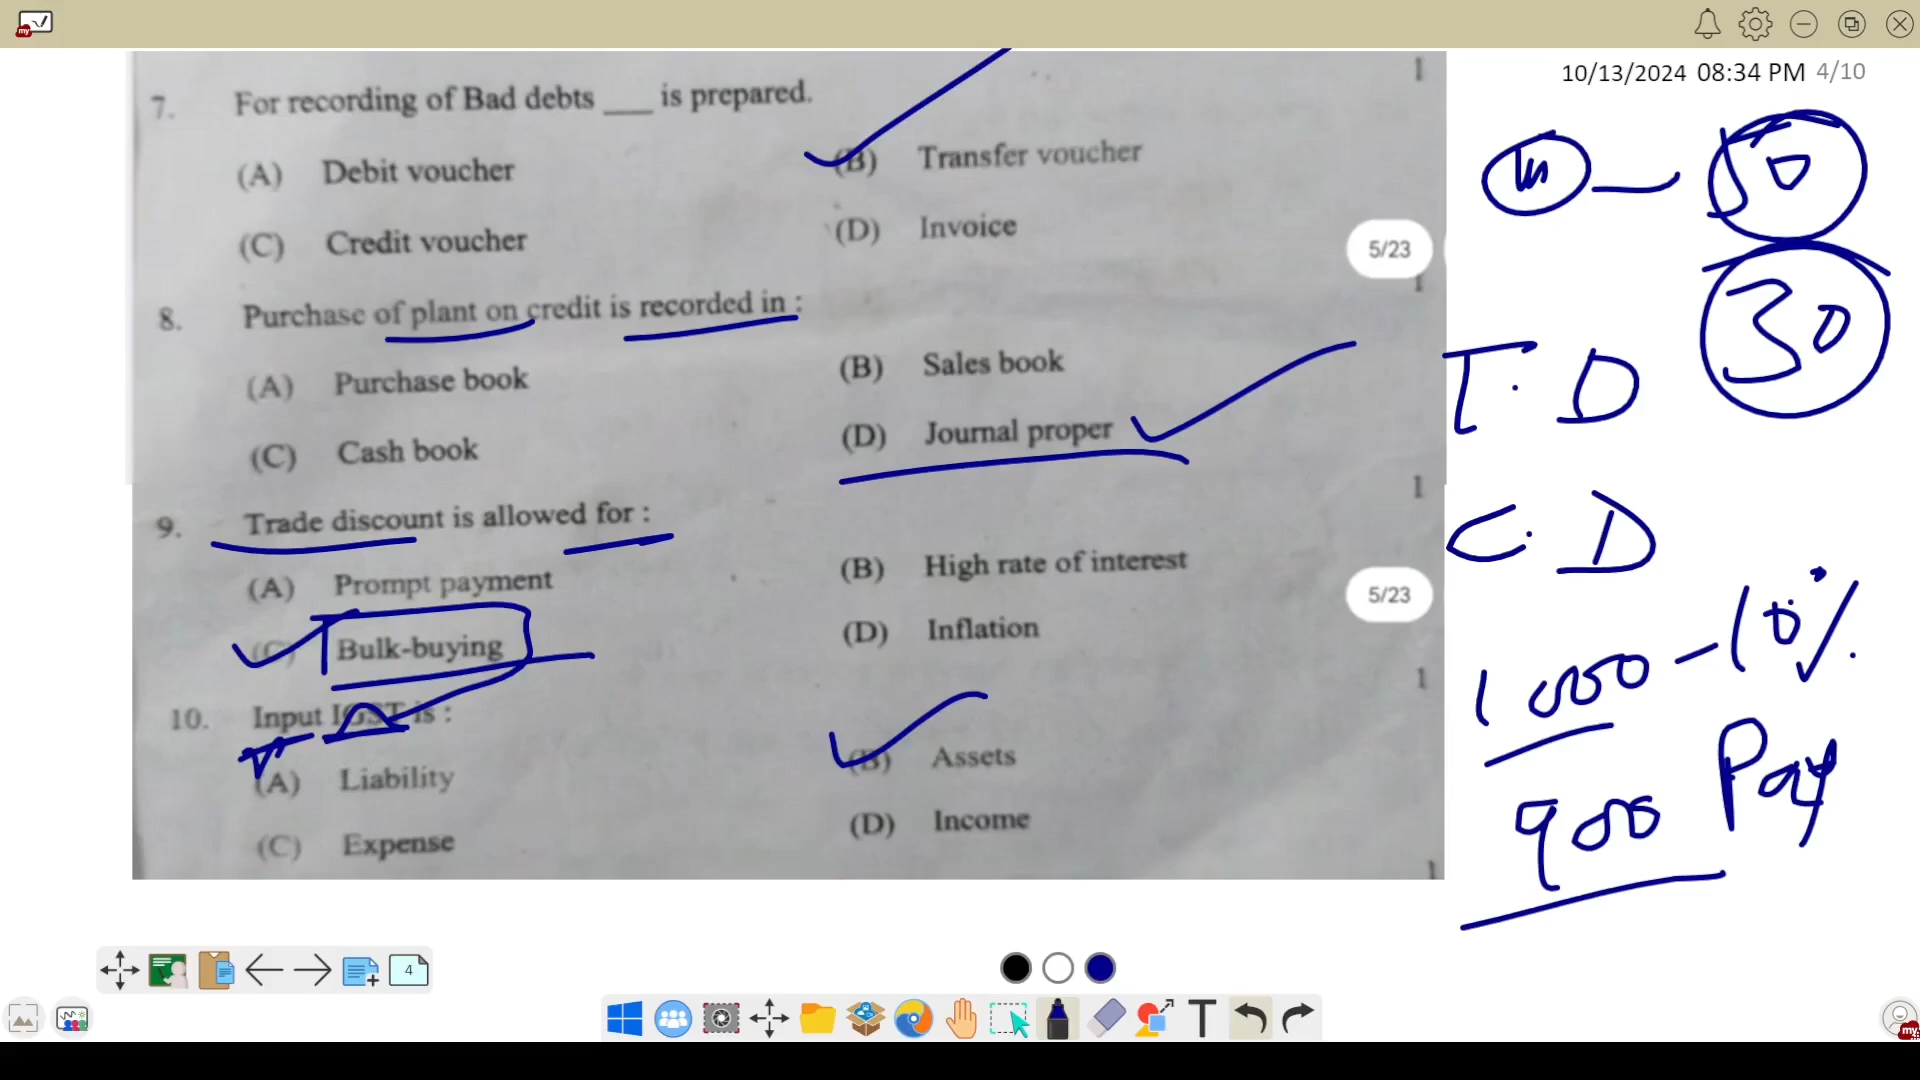 10/13/2024 08:34 PM 4/10
1
7. For recording of Bad debts ___ is prepared.
(A) Debit voucher (B) Transfer voucher
(C) Credit voucher (D) Invoice
5/23
1
8. Purchase of plant on credit is recorded in :
(A) Purchase book (B) Sales book
(C) Cash book (D) Journal proper
1
9. Trade discount is allowed for :
(A) Prompt payment (B) High rate of interest
5/23
(C) Bulk-buying (D) Inflation
1
10. Input IGST is :
(A) Liability (B) Assets
(C) Expense (D) Income
1
50
30
T. D
C. D
1000 - 10%.
900 Pay
4
my